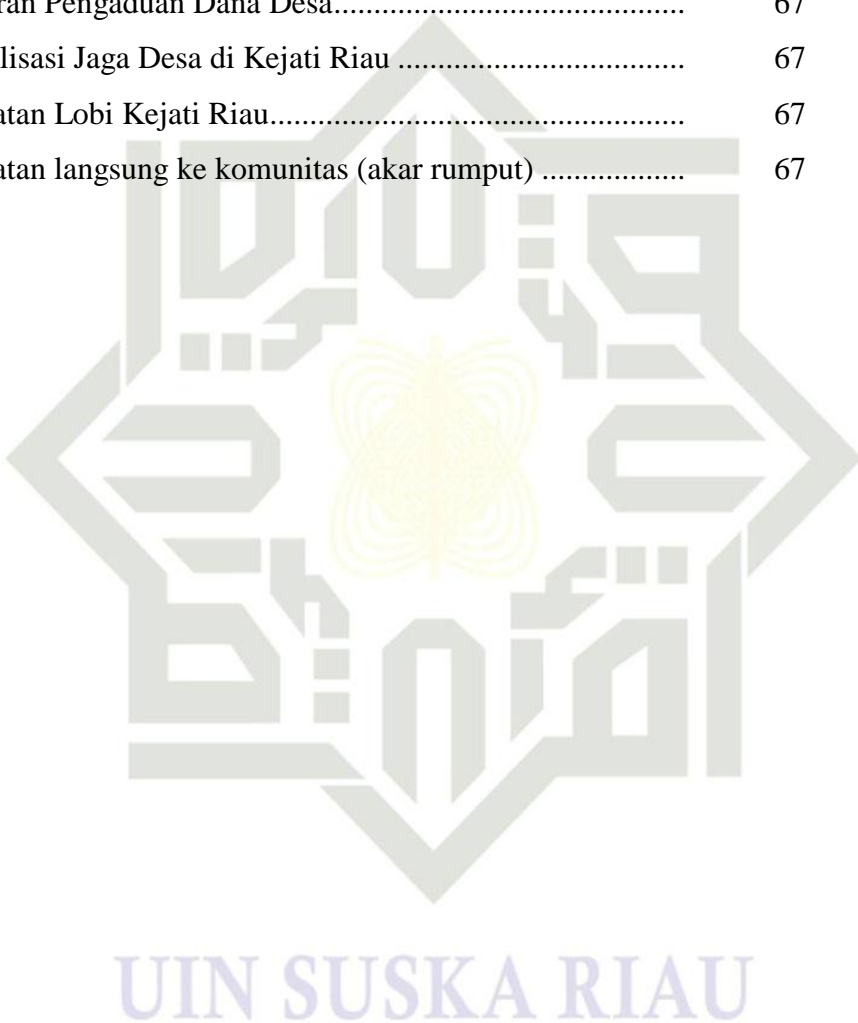 ran Pengaduan Dana Desa..................................... 67
lisasi Jaga Desa di Kejati Riau .............................. 67
atan Lobi Kejati Riau............................................ 67
atan langsung ke komunitas (akar rumput) ................ 67
UIN SUSKA RIAU